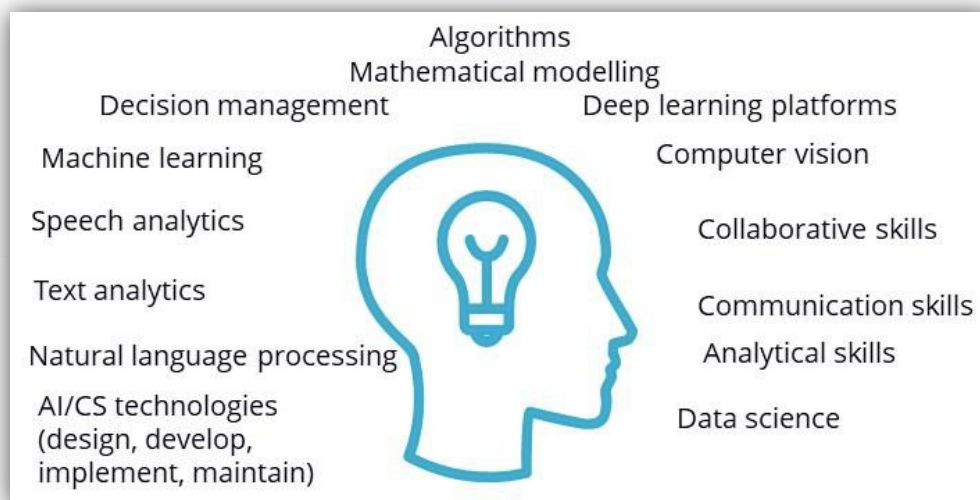 Algorithms
Mathematical modelling
Decision management
Deep learning platforms
Machine learning
Computer vision
Speech analytics
Collaborative skills
Text analytics
Communication skills
Natural language processing
Analytical skills
AI/CS technologies
(design, develop,
implement, maintain)
Data science